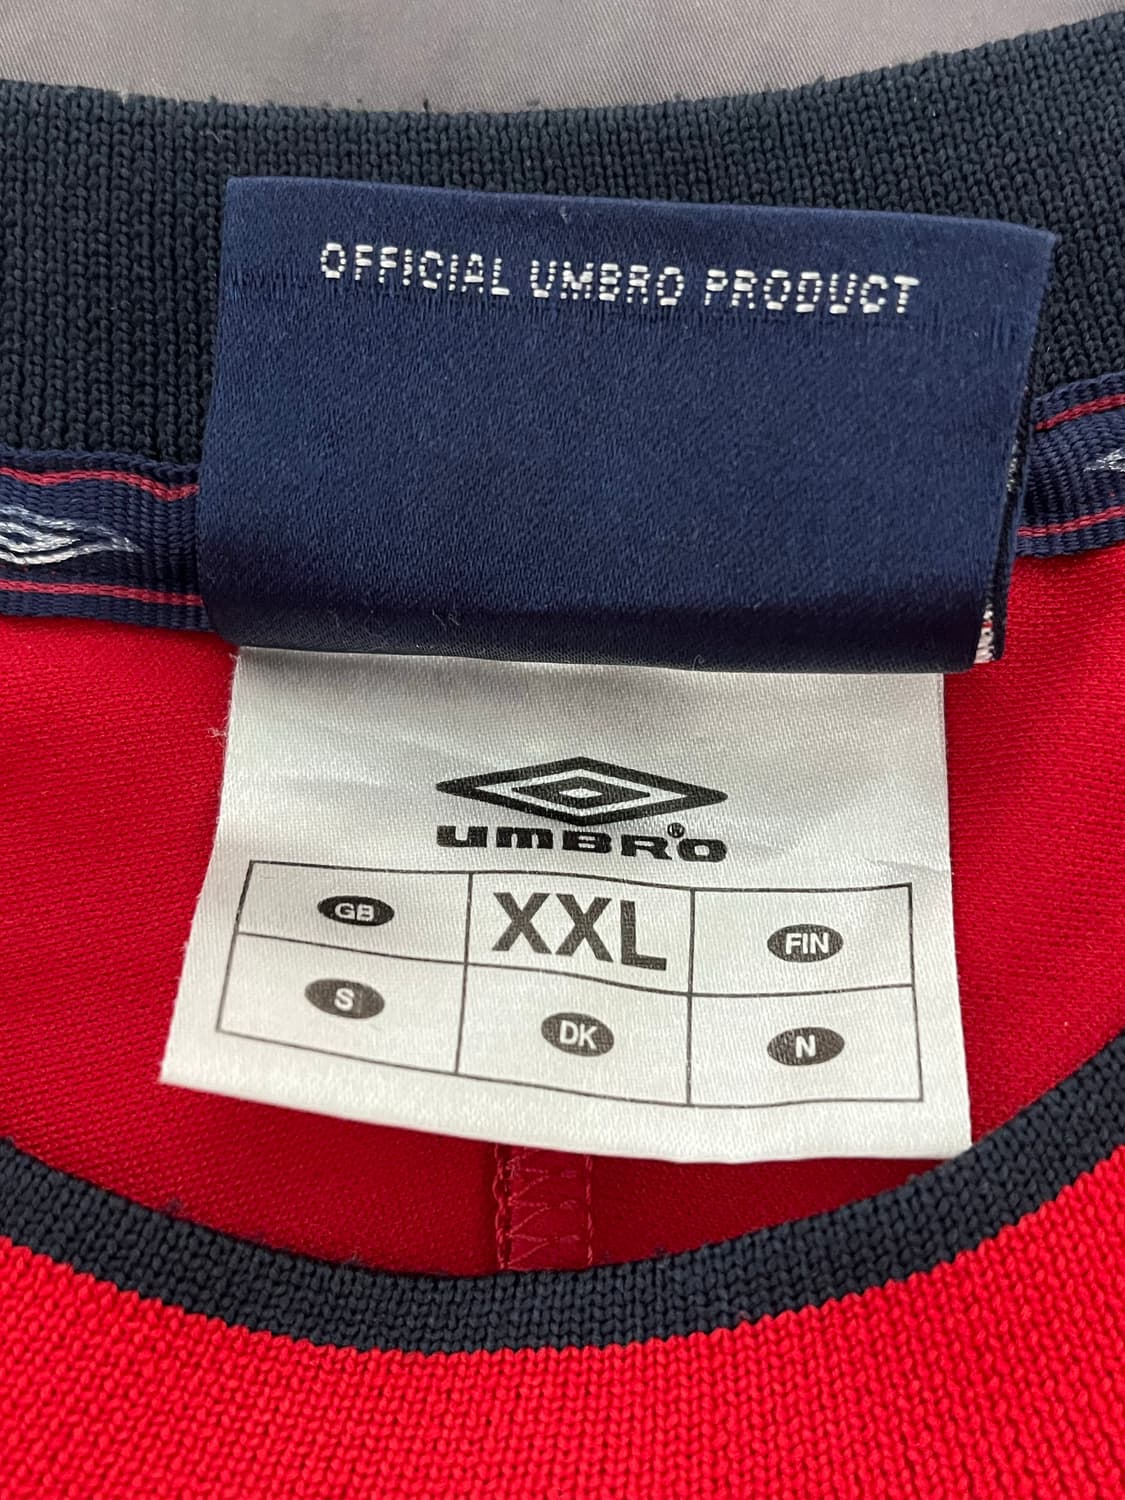 OFFICIAL UMBRO PRODUCT
UMBRO®
GB XXL FIN
S DK N